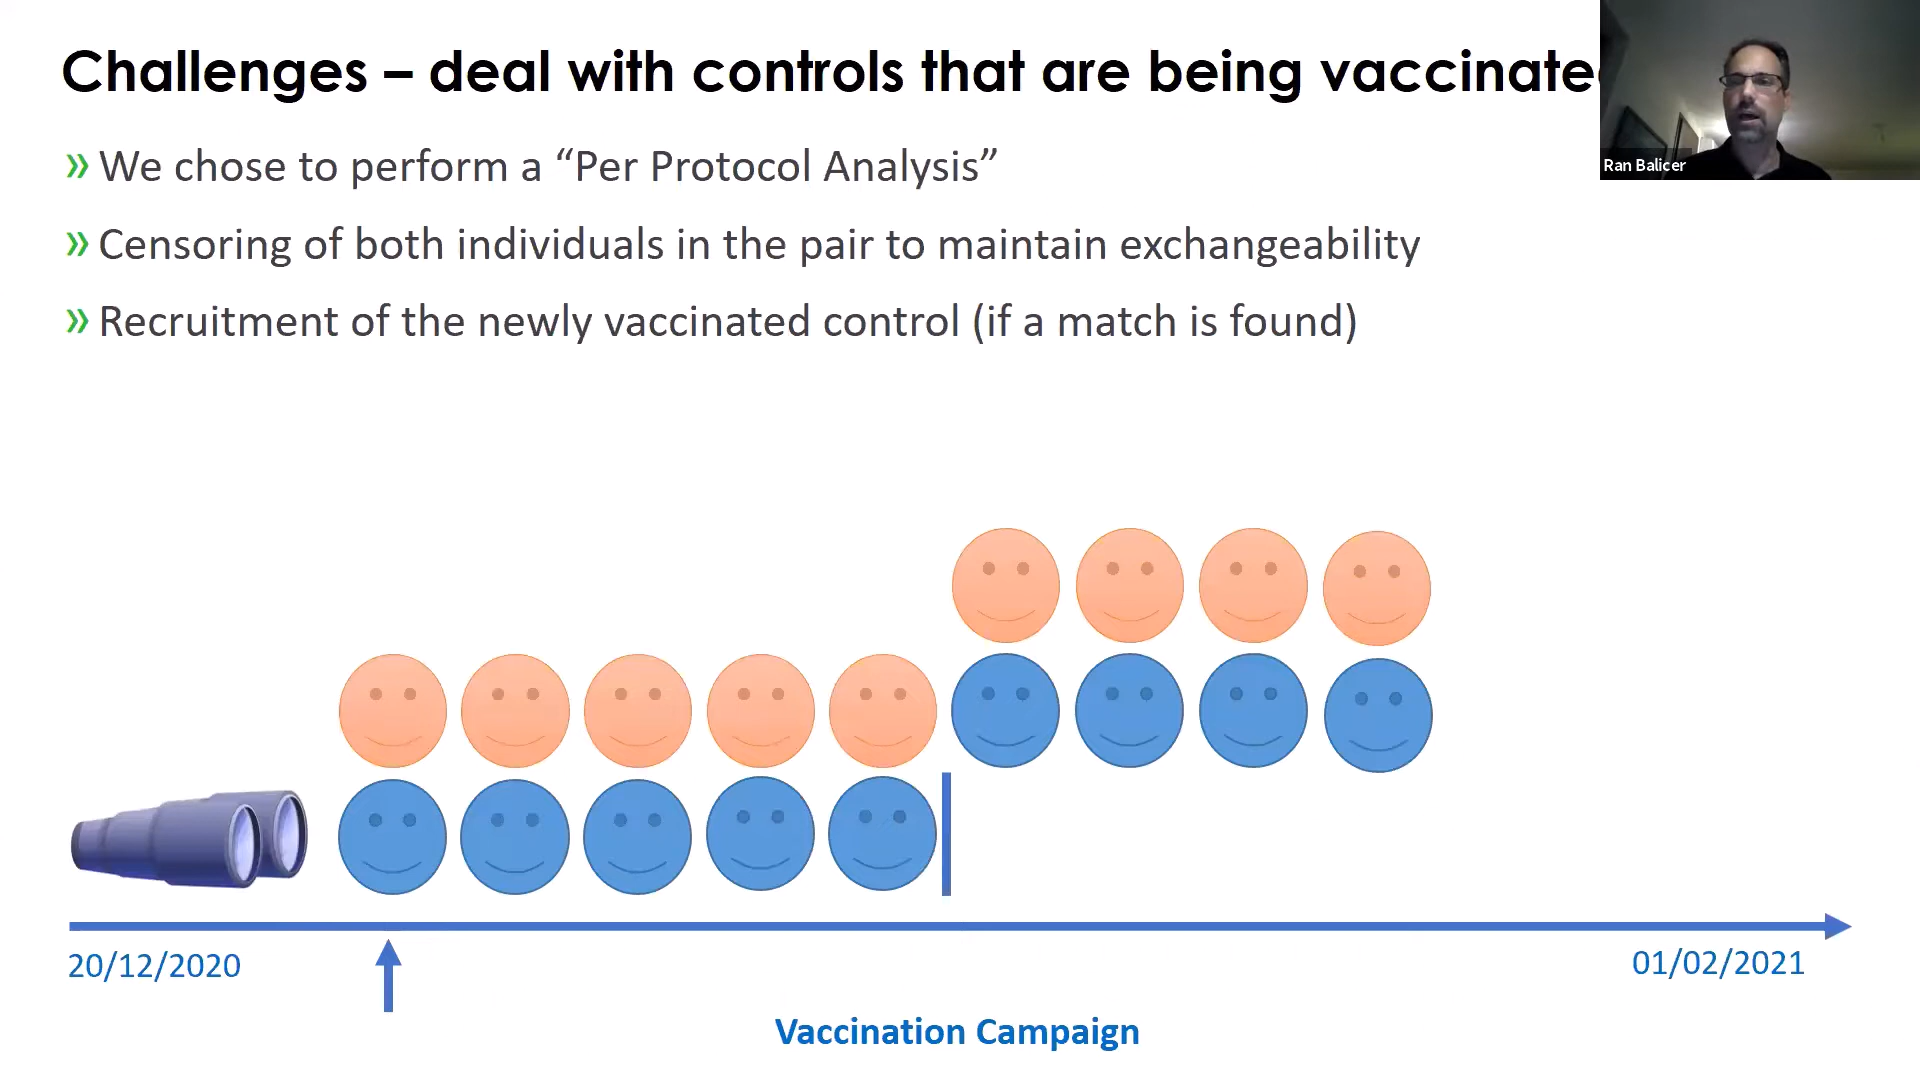 Challenges – deal with controls that are being vaccinate
Ran Balicer
» We chose to perform a “Per Protocol Analysis”
» Censoring of both individuals in the pair to maintain exchangeability
» Recruitment of the newly vaccinated control (if a match is found)
20/12/2020
01/02/2021
Vaccination Campaign